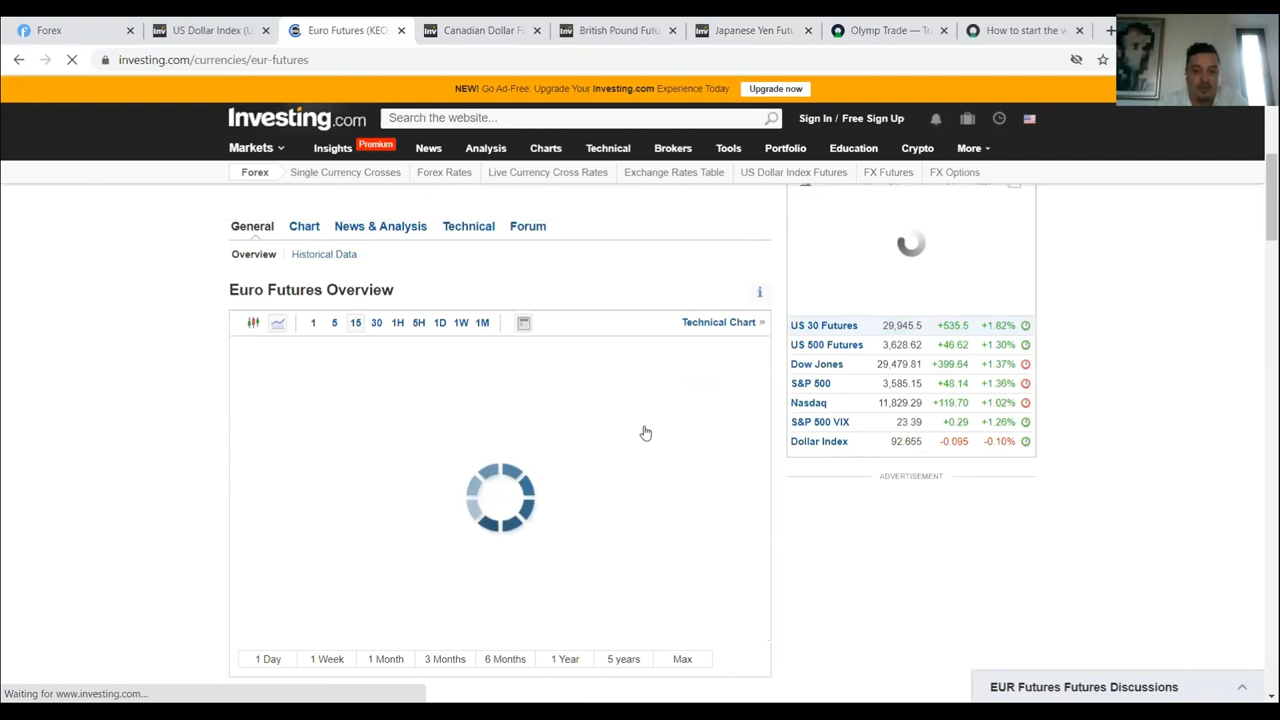 Forex
US Dollar Index (U
Euro Futures (KEO)
Canadian Dollar F
British Pound Futu
Japanese Yen Futu
Olymp Trade — Tr
How to start the w
investing.com/currencies/eur-futures
NEW! Go Ad-Free: Upgrade Your Investing.com Experience Today
Upgrade now
Investing.com
Search the website...
Sign In / Free Sign Up
Markets
Insights
Premium
News
Analysis
Charts
Technical
Brokers
Tools
Portfolio
Education
Crypto
More
Forex
Single Currency Crosses
Forex Rates
Live Currency Cross Rates
Exchange Rates Table
US Dollar Index Futures
FX Futures
FX Options
General
Chart
News & Analysis
Technical
Forum
Overview
Historical Data
Euro Futures Overview
1 5 15 30 1H 5H 1D 1W 1M
Technical Chart »
1 Day
1 Week
1 Month
3 Months
6 Months
1 Year
5 years
Max
US 30 Futures 29,945.5 +535.5 +1.82%
US 500 Futures 3,628.62 +46.62 +1.30%
Dow Jones 29,479.81 +399.64 +1.37%
S&P 500 3,585.15 +48.14 +1.36%
Nasdaq 11,829.29 +119.70 +1.02%
S&P 500 VIX 23.39 +0.29 +1.26%
Dollar Index 92.655 -0.095 -0.10%
ADVERTISEMENT
EUR Futures Futures Discussions
Waiting for www.investing.com...